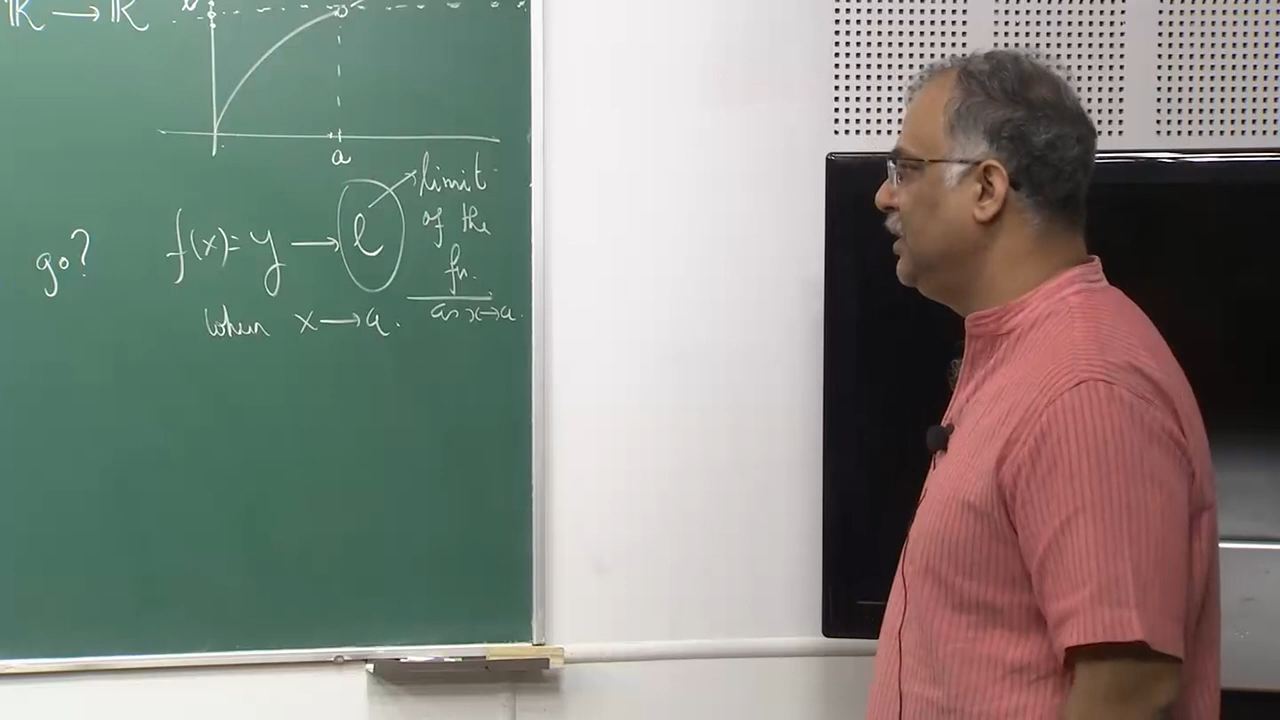 ℝ → ℝ
a
go?
f(x) = y → l
when x → a.
limit
of the
fn.
as x → a.